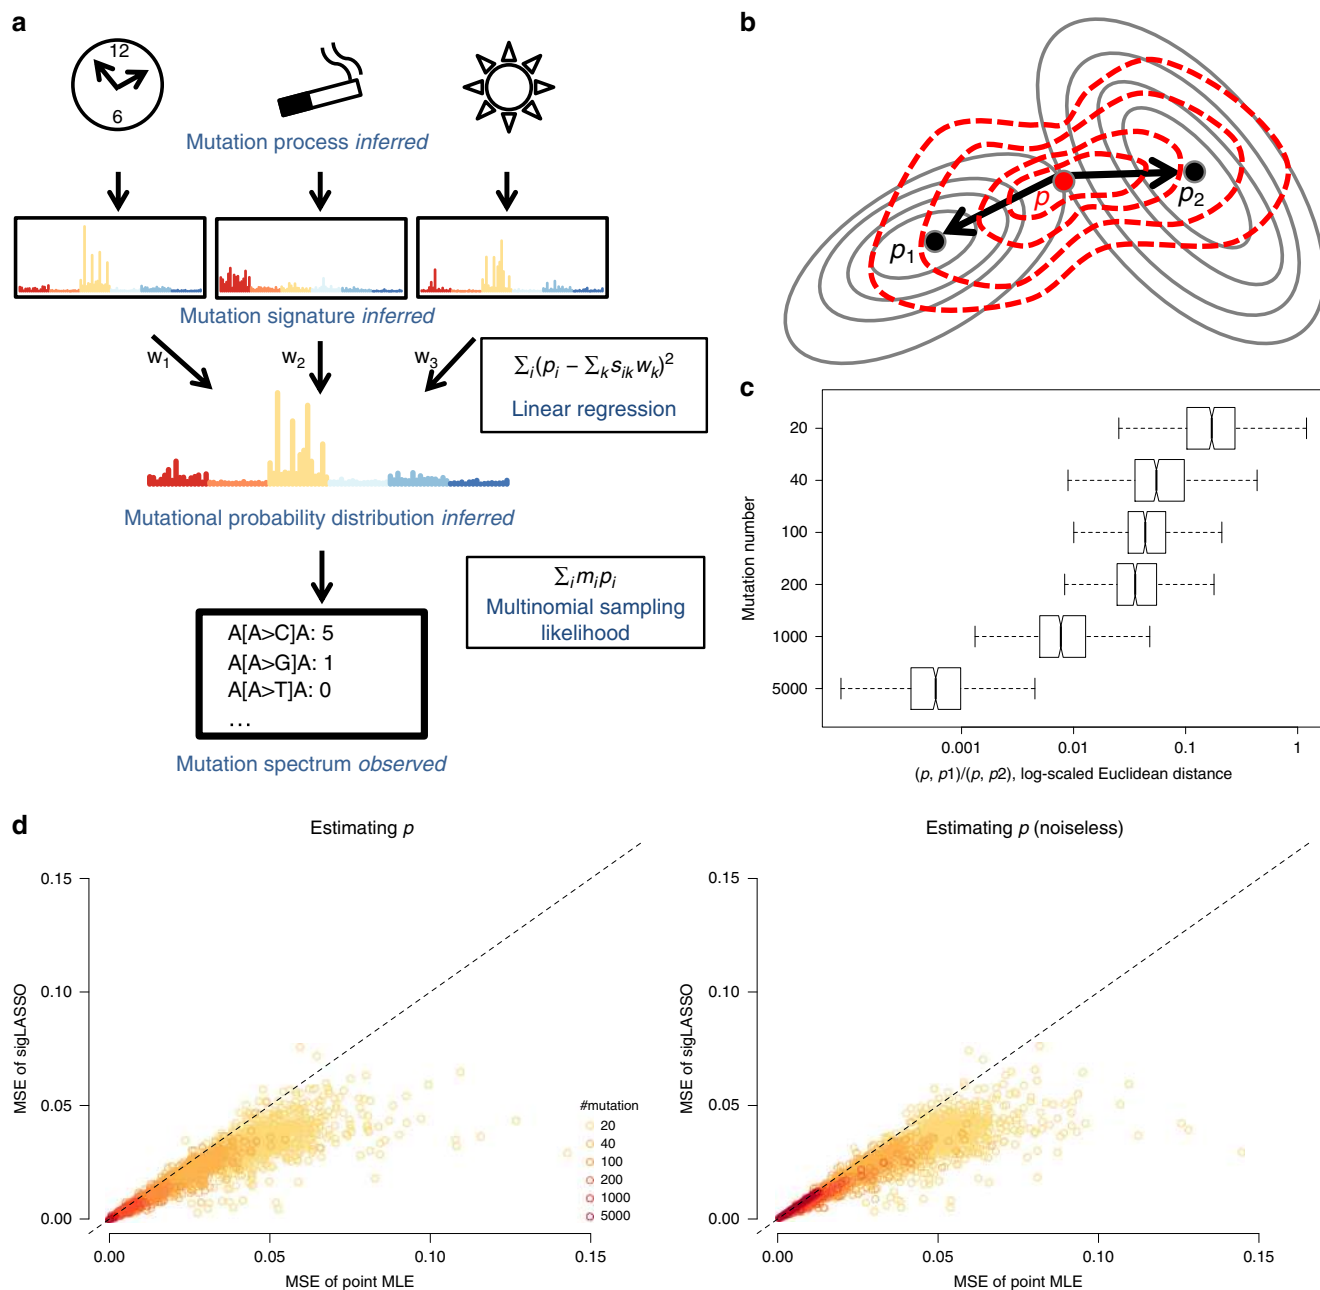 a
12
6
Mutation process inferred
Mutation signature inferred
w1
w2
w3
∑i(pi − ∑k sik wk)2
Linear regression
Mutational probability distribution inferred
∑i mi pi
Multinomial sampling
likelihood
A[A>C]A: 5
A[A>G]A: 1
A[A>T]A: 0
…
Mutation spectrum observed
b
p
p1
p2
c
Mutation number
20
40
100
200
1000
5000
0.001
0.01
0.1
1
(p, p1)/(p, p2), log-scaled Euclidean distance
d
Estimating p
MSE of sigLASSO
0.15
0.10
0.05
0.00
#mutation
20
40
100
200
1000
5000
0.00
0.05
0.10
0.15
MSE of point MLE
Estimating p (noiseless)
MSE of sigLASSO
0.15
0.10
0.05
0.00
0.00
0.05
0.10
0.15
MSE of point MLE